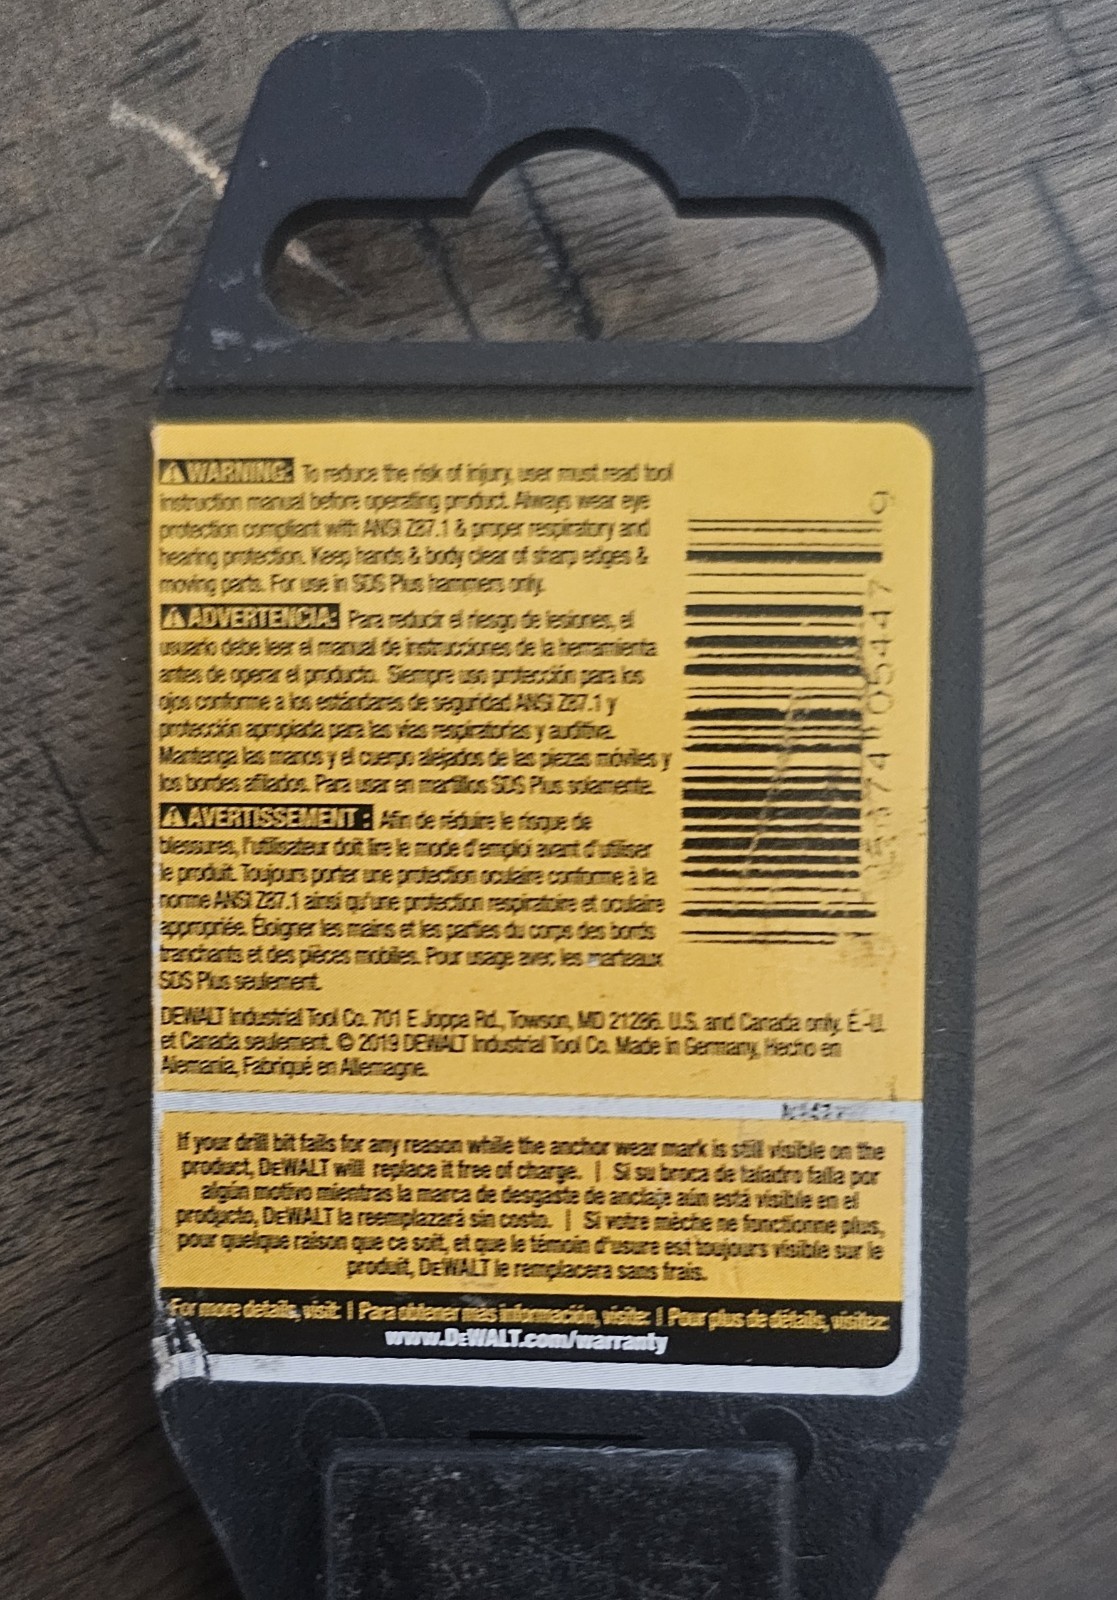 ⚠WARNING: To reduce the risk of injury, user must read tool
instruction manual before operating product. Always wear eye
protection compliant with ANSI Z87.1 & proper respiratory and
hearing protection. Keep hands & body clear of sharp edges &
moving parts. For use in SDS Plus hammers only.
⚠ADVERTENCIA: Para reducir el riesgo de lesiones, el
usuario debe leer el manual de instrucciones de la herramienta
antes de operar el producto. Siempre use protección para los
ojos conforme a los estándares de seguridad ANSI Z87.1 y
protección apropiada para las vías respiratorias y auditiva.
Mantenga las manos y el cuerpo alejados de las piezas móviles y
los bordes afilados. Para usar en martillos SDS Plus solamente.
⚠AVERTISSEMENT : Afin de réduire le risque de
blessures, l'utilisateur doit lire le mode d'emploi avant d'utiliser
le produit. Toujours porter une protection oculaire conforme à la
norme ANSI Z87.1 ainsi qu'une protection respiratoire et oculaire
appropriée. Éloigner les mains et les parties du corps des bords
tranchants et des pièces mobiles. Pour usage avec les marteaux
SDS Plus seulement.
DEWALT Industrial Tool Co. 701 E Joppa Rd., Towson, MD 21286. U.S. and Canada only. É.-U.
et Canada seulement. © 2019 DEWALT Industrial Tool Co. Made in Germany, Hecho en
Alemania, Fabriqué en Allemagne.
If your drill bit fails for any reason while the anchor wear mark is still visible on the
product, DEWALT will replace it free of charge. | Si su broca de taladro falla por
algún motivo mientras la marca de desgaste de anclaje aún está visible en el
producto, DEWALT la reemplazará sin costo. | Si votre mèche ne fonctionne plus,
pour quelque raison que ce soit, et que le témoin d'usure est toujours visible sur le
produit, DEWALT le remplacera sans frais.
For more details, visit: | Para obtener más información, visite: | Pour plus de détails, visitez:
www.DEWALT.com/warranty
05447 9